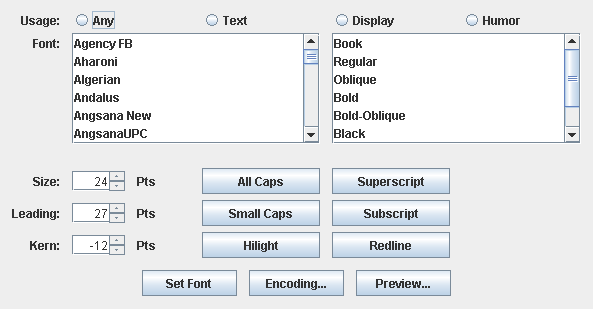 Usage: Any Text Display Humor
Font: Agency FB Book
Aharoni Regular
Algerian Oblique
Andalus Bold
Angsana New Bold-Oblique
AngsanaUPC Black
Size: 24 Pts All Caps Superscript
Leading: 27 Pts Small Caps Subscript
Kern: -12 Pts Hilight Redline
Set Font Encoding... Preview...